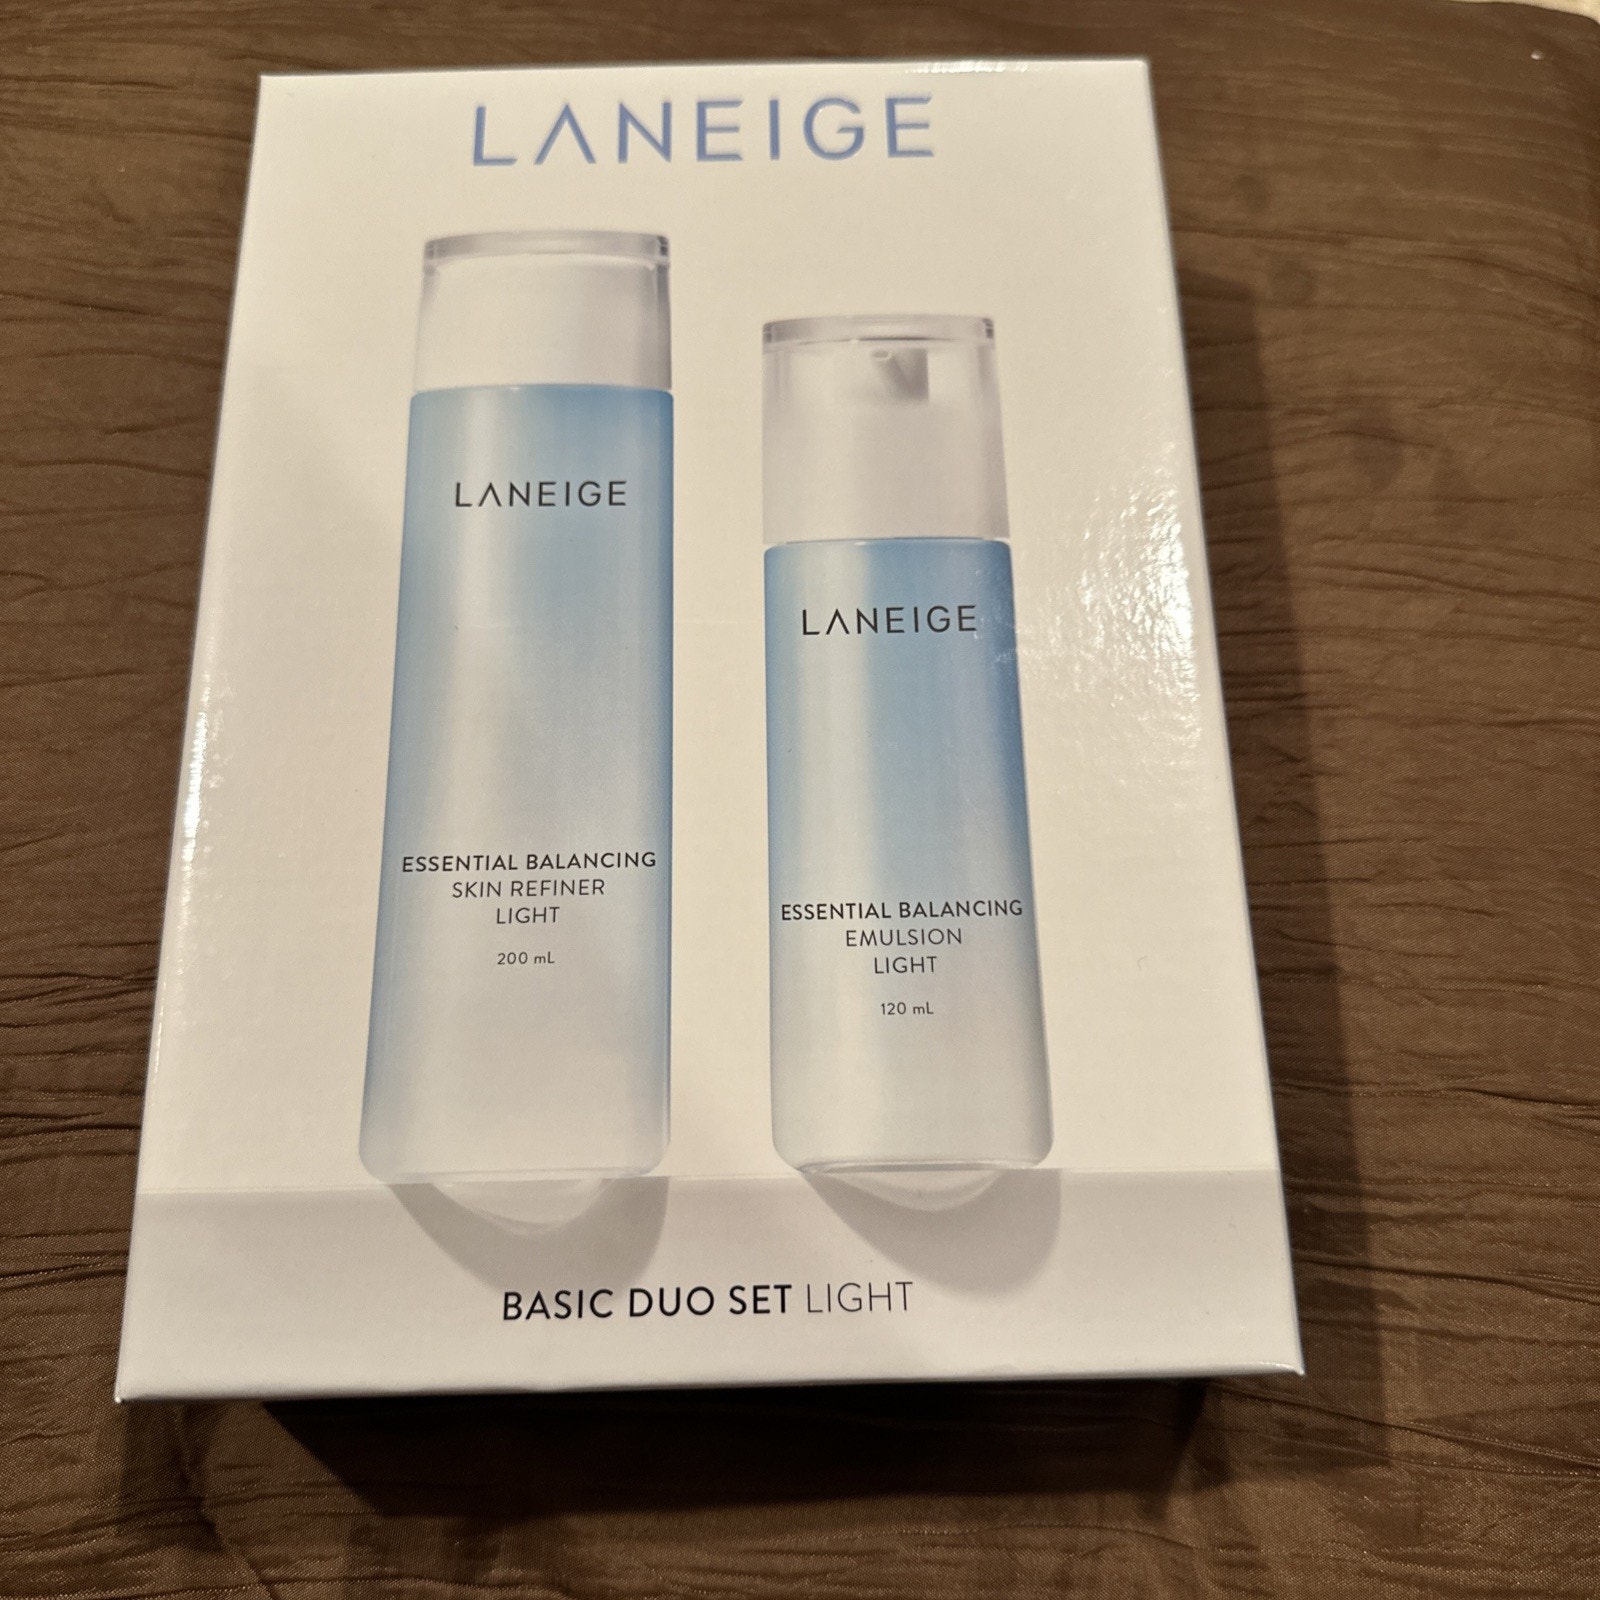 LANEIGE
LANEIGE
ESSENTIAL BALANCING
SKIN REFINER
LIGHT
200 mL
LANEIGE
ESSENTIAL BALANCING
EMULSION
LIGHT
120 mL
BASIC DUO SET LIGHT